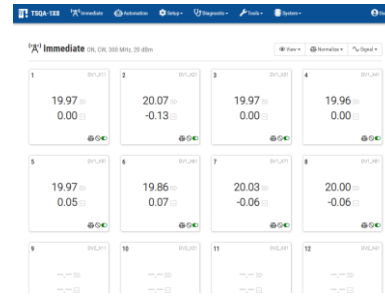 TSQA-1X8 Immediate Automation Setup Diagnostic Tools System
Immediate ON, CW, 300 MHz, 20 dBm View Normalise Signal
1 2 3 4
19.97 20.07 19.97 19.96
0.00 -0.13 0.00 0.00
5 6 7 8
19.97 19.86 20.03 20.00
0.05 0.07 -0.06 -0.06
9 10 11 12
--.-- --.-- --.-- --.--
--.-- --.-- --.-- --.--